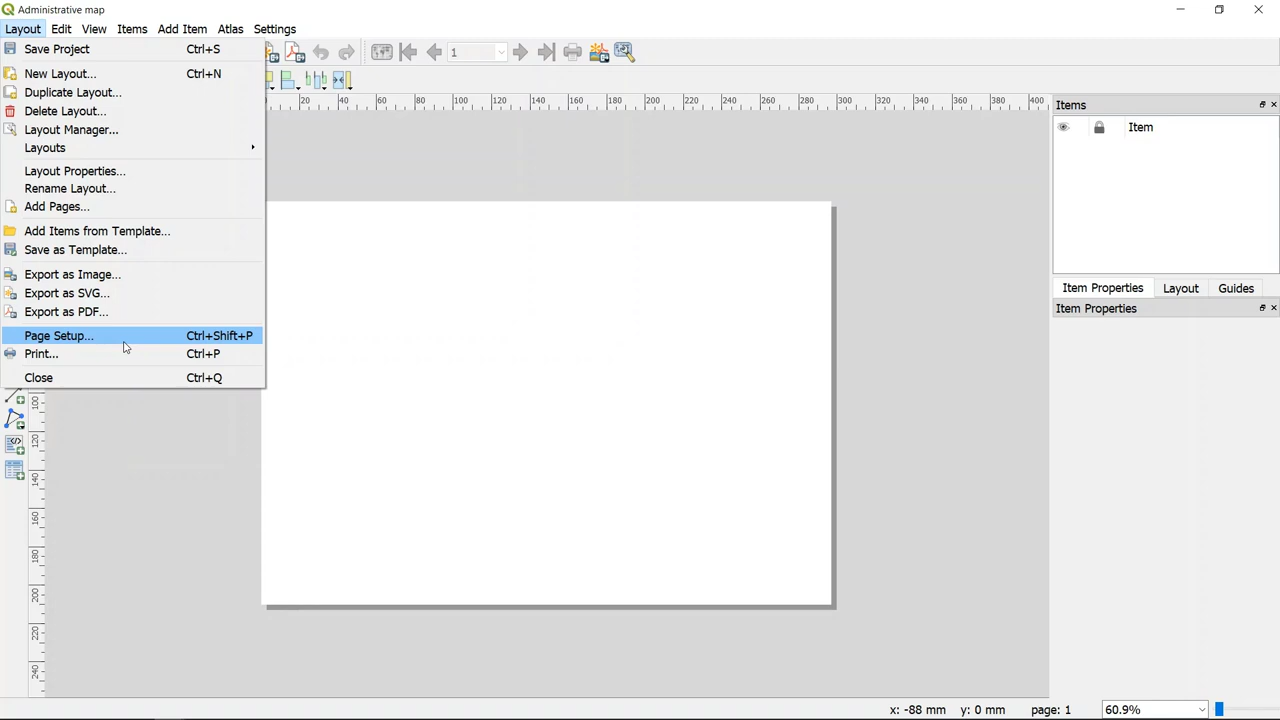 Administrative map
Layout Edit View Items Add Item Atlas Settings
Save Project Ctrl+S
New Layout... Ctrl+N
Duplicate Layout...
Delete Layout...
Layout Manager...
Layouts
Layout Properties...
Rename Layout...
Add Pages...
Add Items from Template...
Save as Template...
Export as Image...
Export as SVG...
Export as PDF...
Page Setup... Ctrl+Shift+P
Print... Ctrl+P
Close Ctrl+Q
1
20 40 60 80 100 120 140 160 180 200 220 240 260 280 300 320 340 360 380 400
100
120
140
160
180
200
220
240
Items
Item
Item Properties Layout Guides
Item Properties
x: -88 mm y: 0 mm page: 1 60.9%